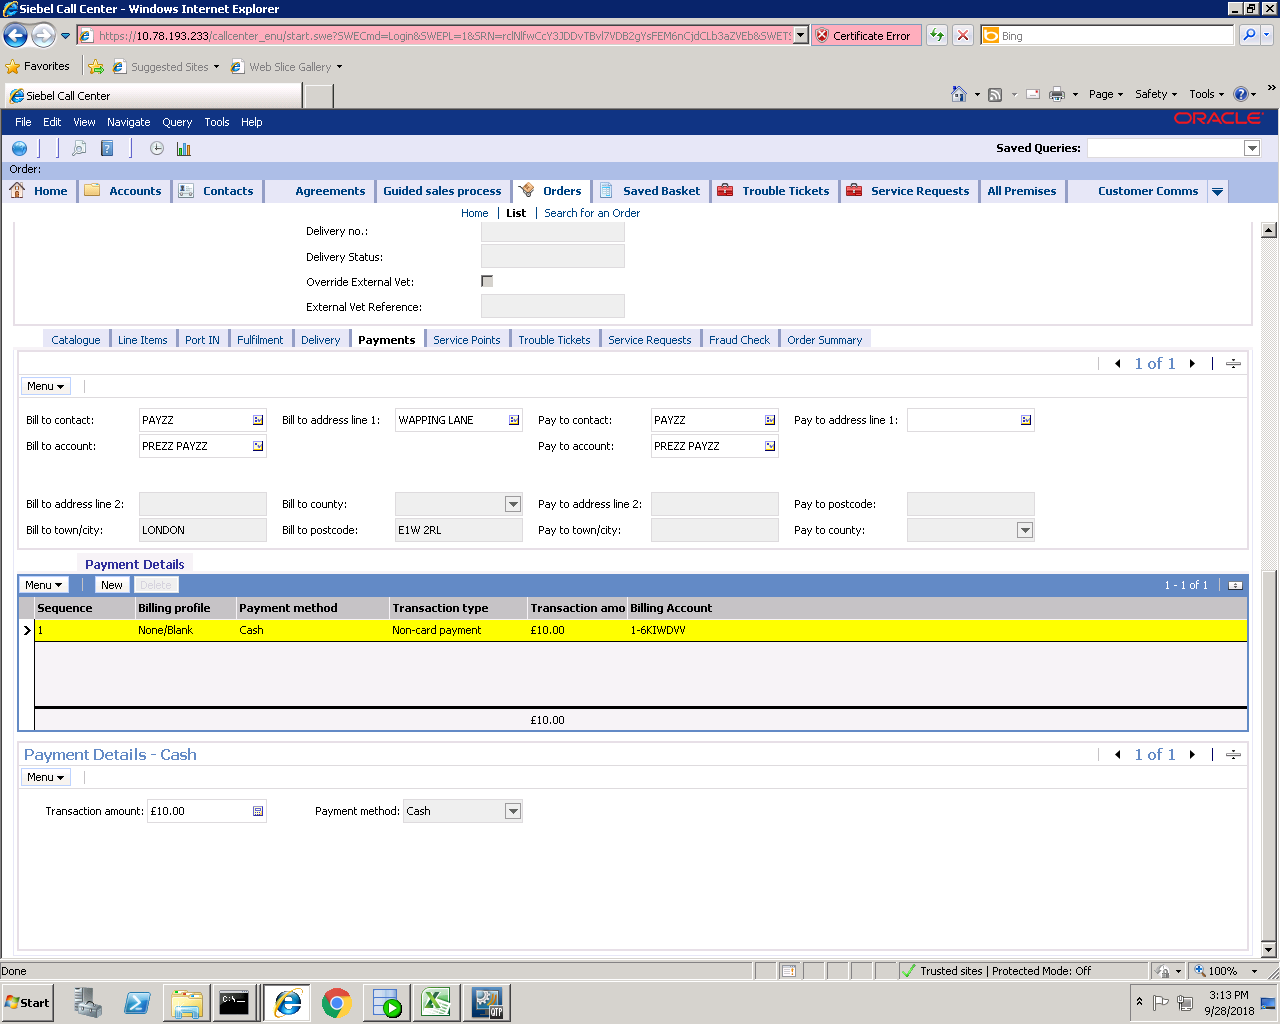 Siebel Call Center - Windows Internet Explorer
https://10.78.193.233/callcenter_enu/start.swe?SWECmd=Login&SWEPL=1&SRN=
Certificate Error
Bing
Favorites
Suggested Sites
Web Slice Gallery
Siebel Call Center
Page Safety Tools
File Edit View Navigate Query Tools Help
ORACLE
Saved Queries:
Order:
Home Accounts Contacts Agreements Guided sales process Orders Saved Basket Trouble Tickets Service Requests All Premises Customer Comms
Home | List | Search for an Order
Delivery no.:
Delivery Status:
Override External Vet:
External Vet Reference:
Catalogue Line Items Port IN Fulfilment Delivery Payments Service Points Trouble Tickets Service Requests Fraud Check Order Summary
1 of 1
Menu
Bill to contact: PAYZZ Bill to address line 1: WAPPING LANE Pay to contact: PAYZZ Pay to address line 1:
Bill to account: PREZZ PAYZZ Pay to account: PREZZ PAYZZ
Bill to address line 2: Bill to county: Pay to address line 2: Pay to postcode:
Bill to town/city: LONDON Bill to postcode: E1W 2RL Pay to town/city: Pay to county:
Payment Details
Menu New Delete 1 - 1 of 1
Sequence Billing profile Payment method Transaction type Transaction amo Billing Account
1 None/Blank Cash Non-card payment £10.00 1-6KIWDVV
£10.00
Payment Details - Cash 1 of 1
Menu
Transaction amount: £10.00 Payment method: Cash
Done Trusted sites | Protected Mode: Off 100%
Start C:\. QTP 3:13 PM
9/28/2018